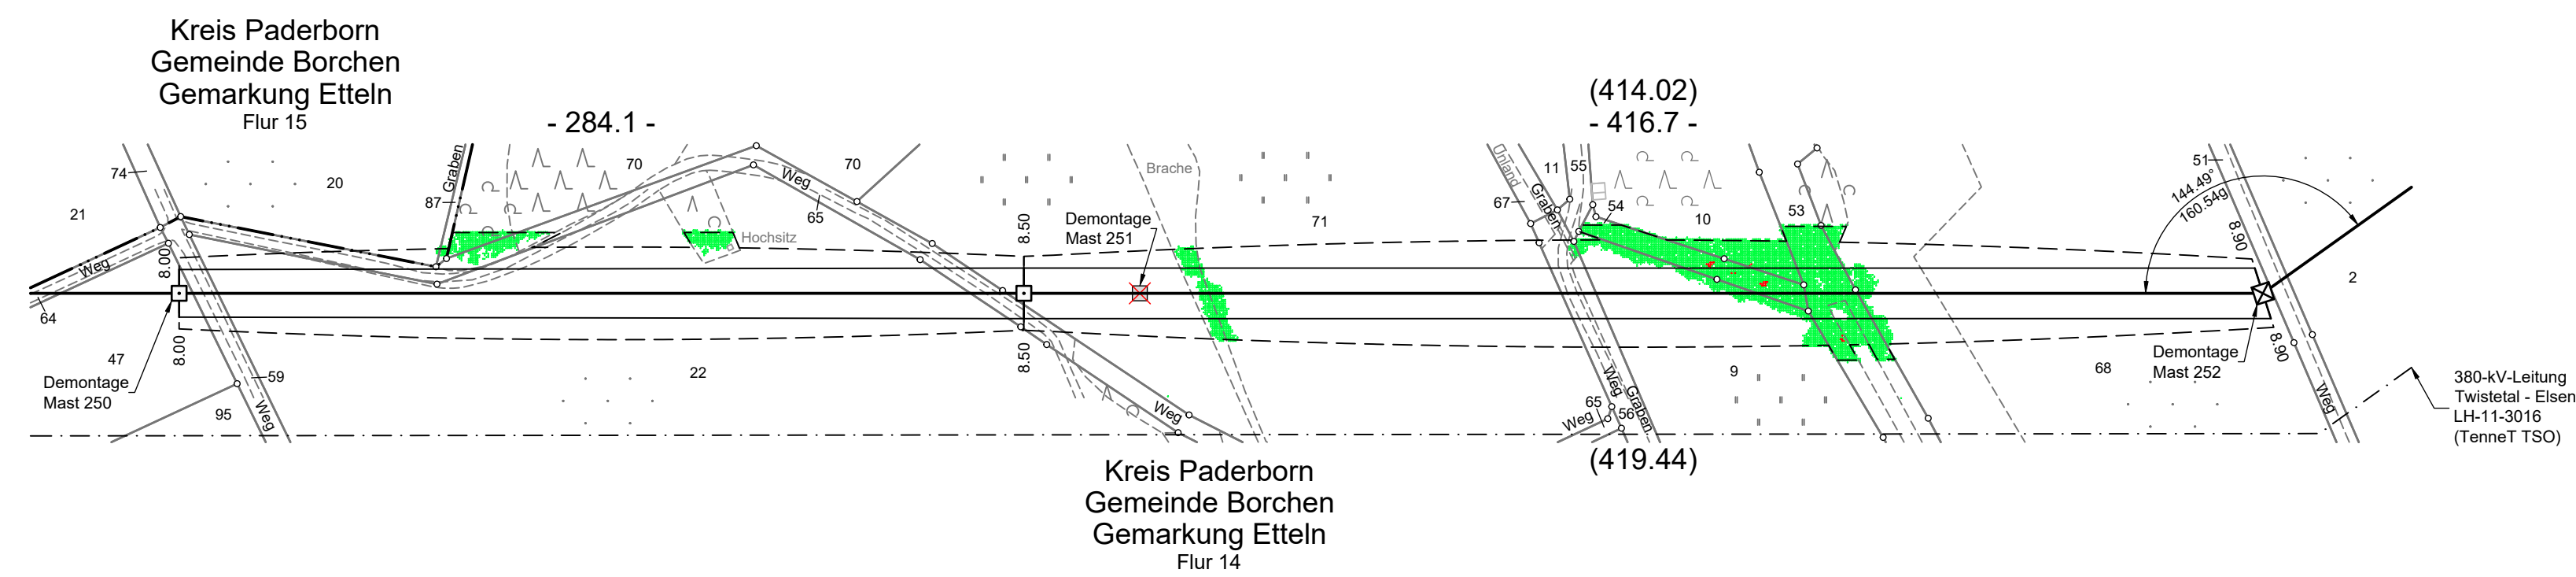 Kreis Paderborn
Gemeinde Borchen
Gemarkung Etteln
Flur 15
- 284.1 -
(414.02)
- 416.7 -
74
20
21
Graben
87
70
70
Weg
65
Hochsitz
Weg
64
8.00
8.00
47
Demontage
Mast 250
59
95
Weg
22
8.50
8.50
Demontage
Mast 251
Brache
71
Weg
Unland
67
11
55
Graben
54
10
53
9
Weg
Graben
65
56
Weg
51
144.49°
160.54g
8.90
8.90
2
68
Demontage
Mast 252
Weg
380-kV-Leitung
Twistetal - Elsen
LH-11-3016
(TenneT TSO)
(419.44)
Kreis Paderborn
Gemeinde Borchen
Gemarkung Etteln
Flur 14